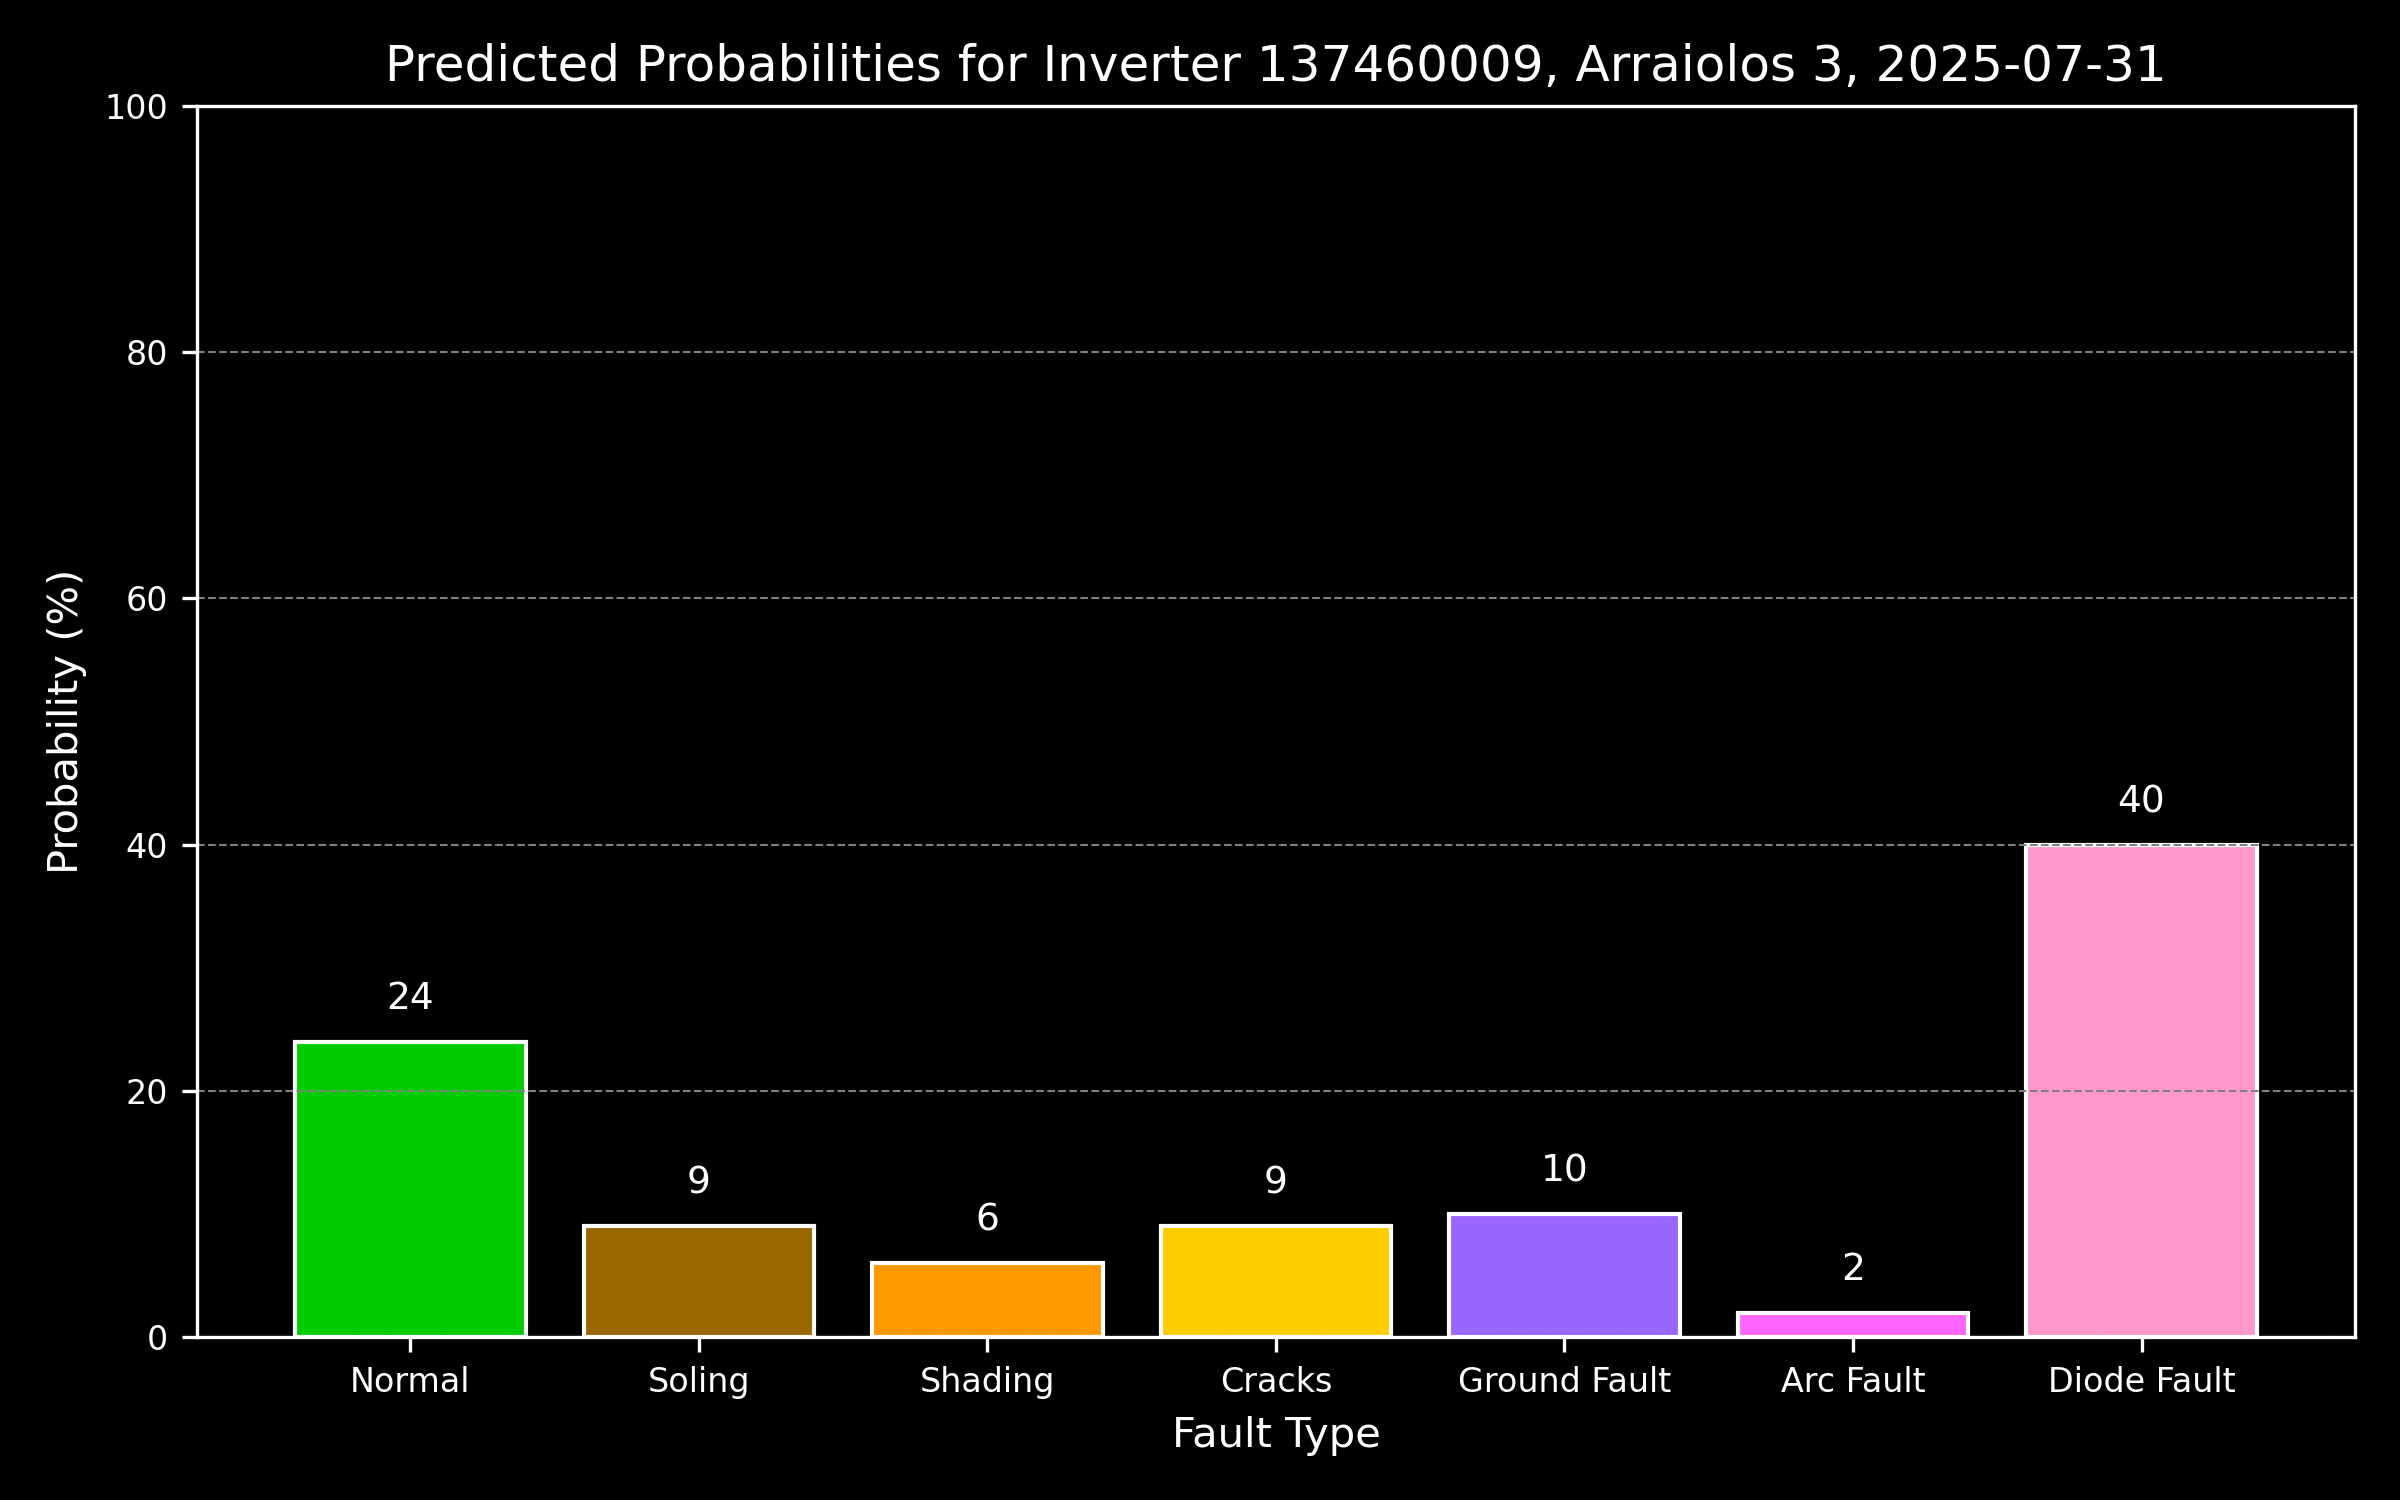 Predicted Probabilities for Inverter 137460009, Arraiolos 3, 2025-07-31
Probability (%)
100
80
60
40
20
0
24
9
6
9
10
2
40
Normal
Soling
Shading
Cracks
Ground Fault
Arc Fault
Diode Fault
Fault Type